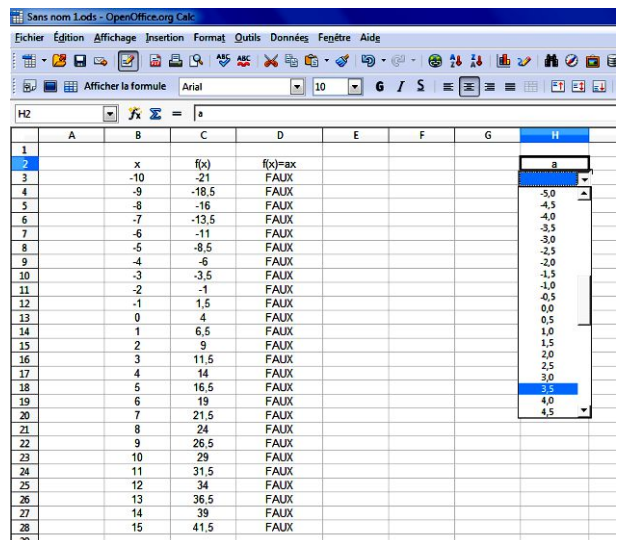 Sans nom 1.ods - OpenOffice.org Calc
Fichier Édition Affichage Insertion Format Outils Données Fenêtre Aide
Afficher la formule Arial 10 G I S
H2 = a
A B C D E F G H
1
2 x f(x) f(x)=ax a
3 -10 -21 FAUX
4 -9 -18,5 FAUX -5,0
5 -8 -16 FAUX -4,5
6 -7 -13,5 FAUX -4,0
7 -6 -11 FAUX -3,5
8 -5 -8,5 FAUX -3,0
-2,5
9 -4 -6 FAUX -2,0
10 -3 -3,5 FAUX -1,5
11 -2 -1 FAUX -1,0
12 -1 1,5 FAUX -0,5
0,0
13 0 4 FAUX 0,5
14 1 6,5 FAUX 1,0
15 2 9 FAUX 1,5
16 3 11,5 FAUX 2,0
2,5
17 4 14 FAUX 3,0
18 5 16,5 FAUX 3,5
19 6 19 FAUX 4,0
20 7 21,5 FAUX 4,5
21 8 24 FAUX
22 9 26,5 FAUX
23 10 29 FAUX
24 11 31,5 FAUX
25 12 34 FAUX
26 13 36,5 FAUX
27 14 39 FAUX
28 15 41,5 FAUX